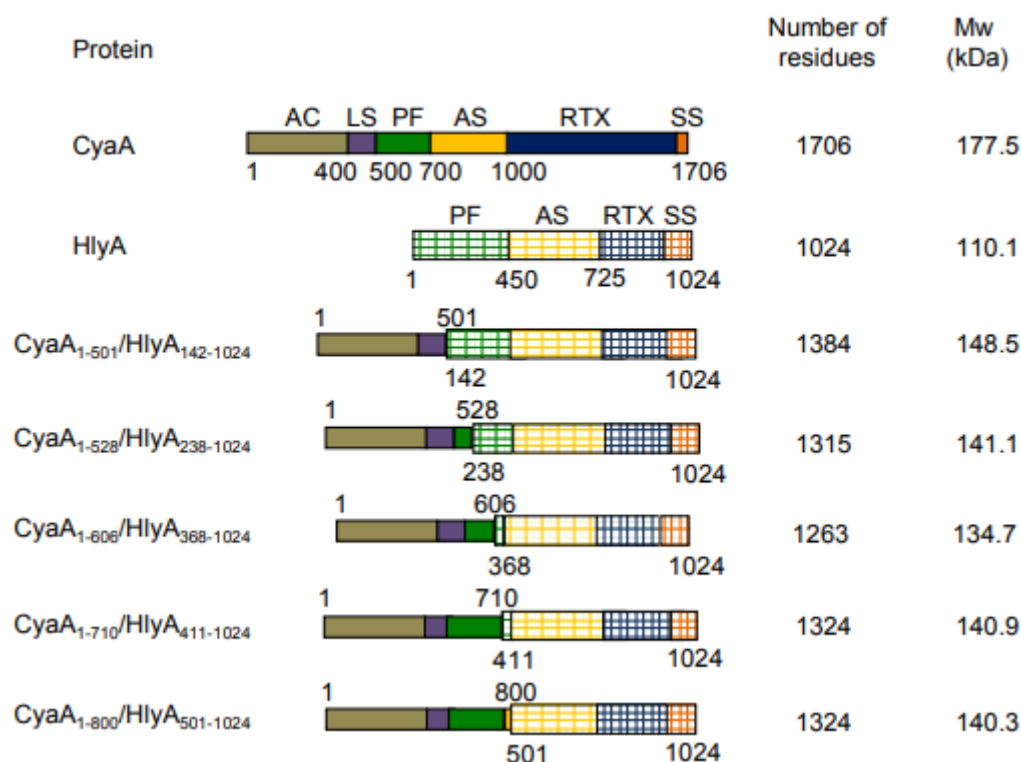 Protein
Number of residues
Mw (kDa)
AC LS PF AS RTX SS
CyaA 1706 177.5
1 400 500 700 1000 1706
PF AS RTX SS
HlyA 1024 110.1
1 450 725 1024
1 501
CyaA1-501/HlyA142-1024 1384 148.5
142 1024
1 528
CyaA1-528/HlyA238-1024 1315 141.1
238 1024
1 606
CyaA1-606/HlyA368-1024 1263 134.7
368 1024
1 710
CyaA1-710/HlyA411-1024 1324 140.9
411 1024
1 800
CyaA1-800/HlyA501-1024 1324 140.3
501 1024